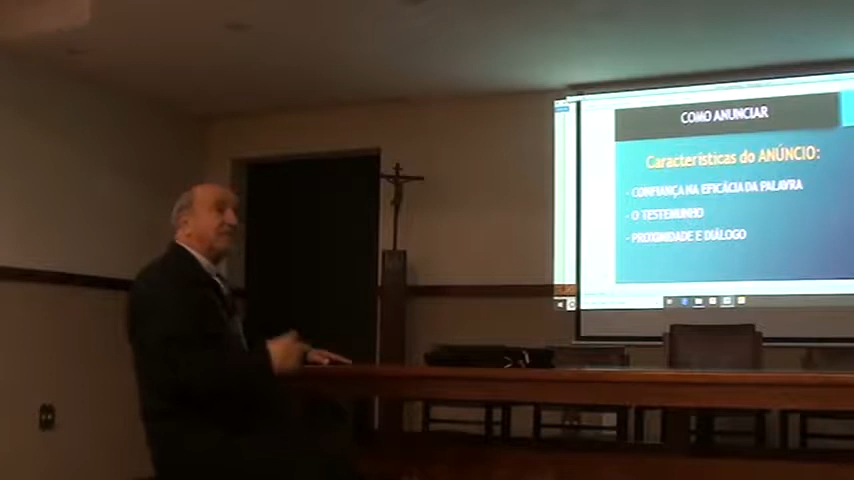 COMO ANUNCIAR
Características do ANÚNCIO:
• CONFIANÇA NA EFICÁCIA DA PALAVRA
• O TESTEMUNHO
• PROXIMIDADE E DIÁLOGO